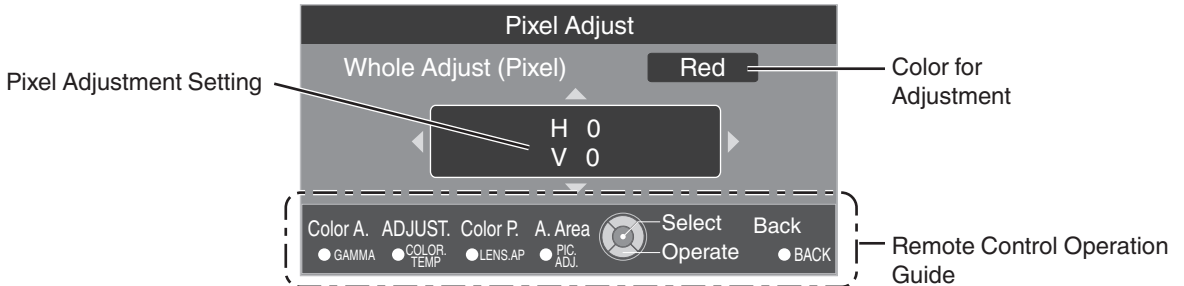 Pixel Adjust
Whole Adjust (Pixel) Red
Pixel Adjustment Setting
Color for
Adjustment
H 0
V 0
Color A. ADJUST. Color P. A. Area Select Back
GAMMA COLOR.
TEMP LENS.AP PIC.
ADJ. Operate BACK
Remote Control Operation
Guide